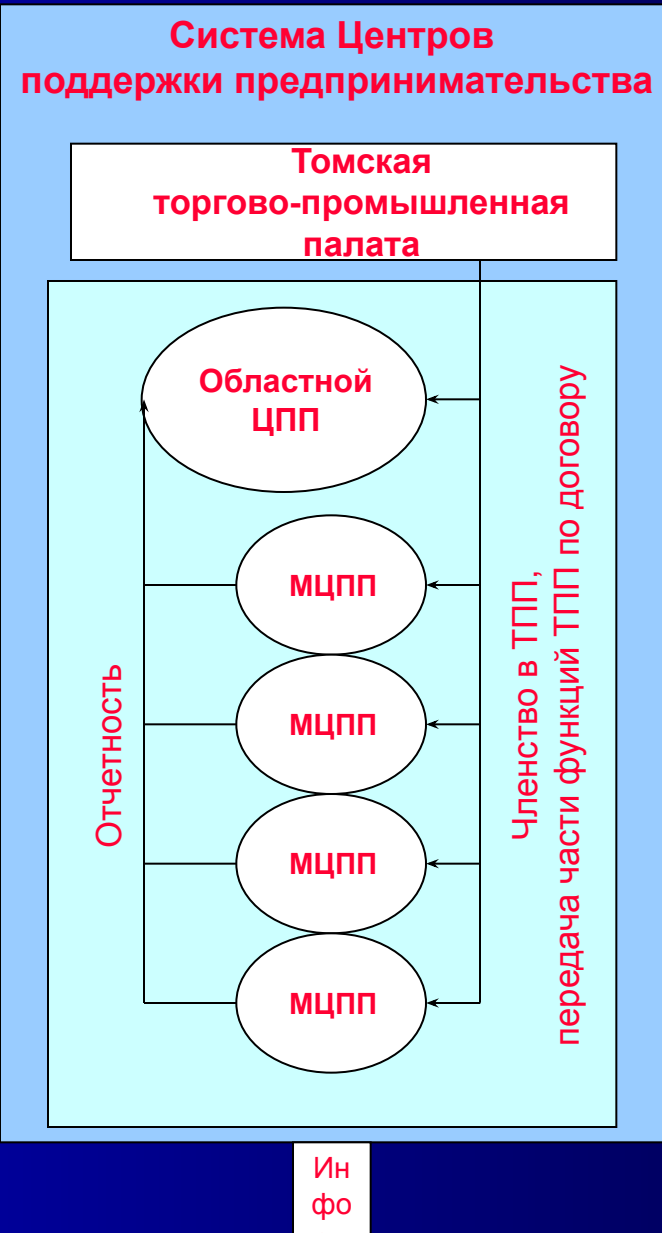 Система Центров
поддержки предпринимательства
Томская
торгово-промышленная
палата
Областной
ЦПП
МЦПП
МЦПП
МЦПП
МЦПП
Отчетность
Членство в ТПП,
передача части функций ТПП по договору
Ин
фо